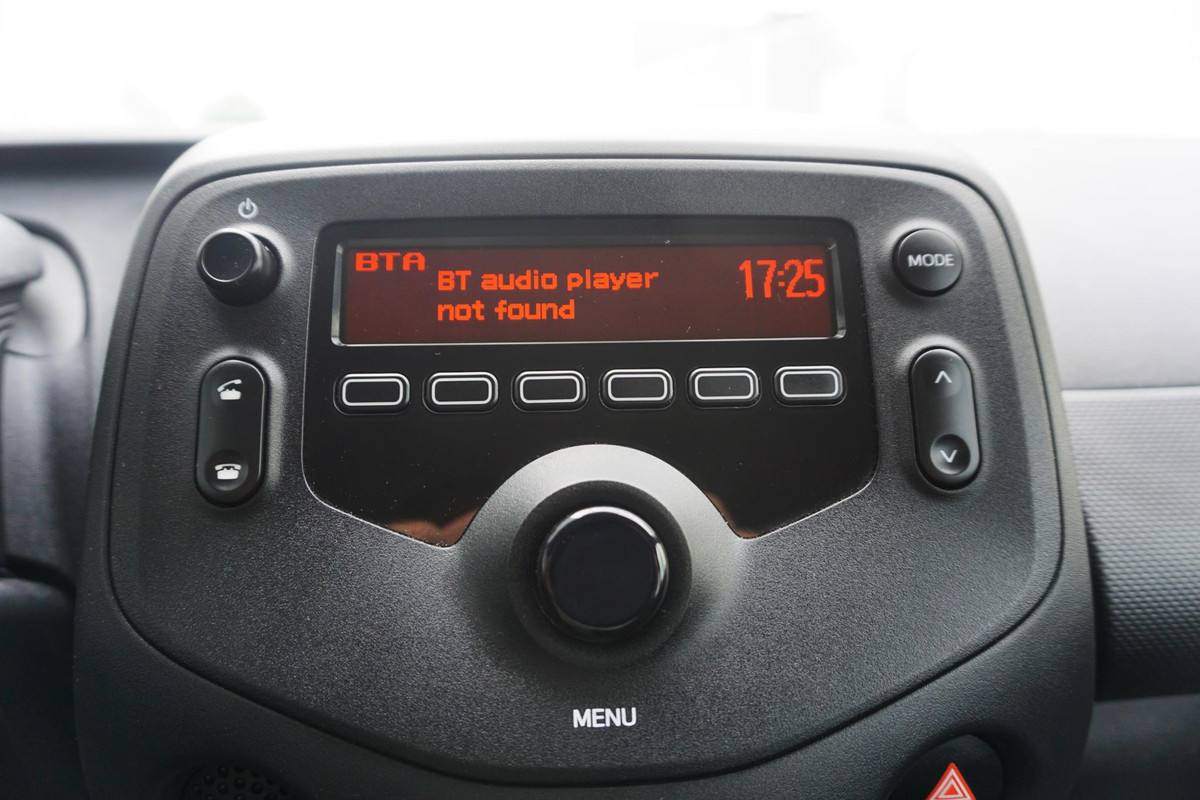 BTA
BT audio player
not found
17:25
MODE
MENU